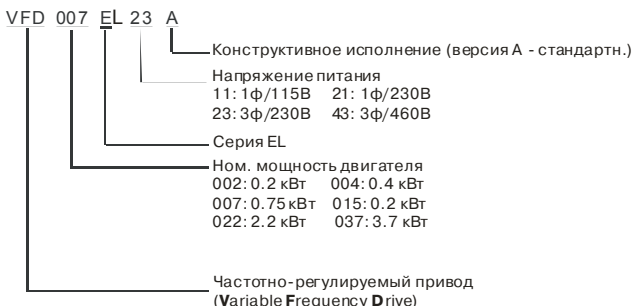 VFD 007 EL 23 A
Конструктивное исполнение (версия А - стандартн.)
Напряжение питания
11: 1ф/115В 21: 1ф/230В
23: 3ф/230В 43: 3ф/460В
Серия EL
Ном. мощность двигателя
002: 0.2 кВт 004: 0.4 кВт
007: 0.75 кВт 015: 0.2 кВт
022: 2.2 кВт 037: 3.7 кВт
Частотно-регулируемый привод
(Variable Frequency Drive)